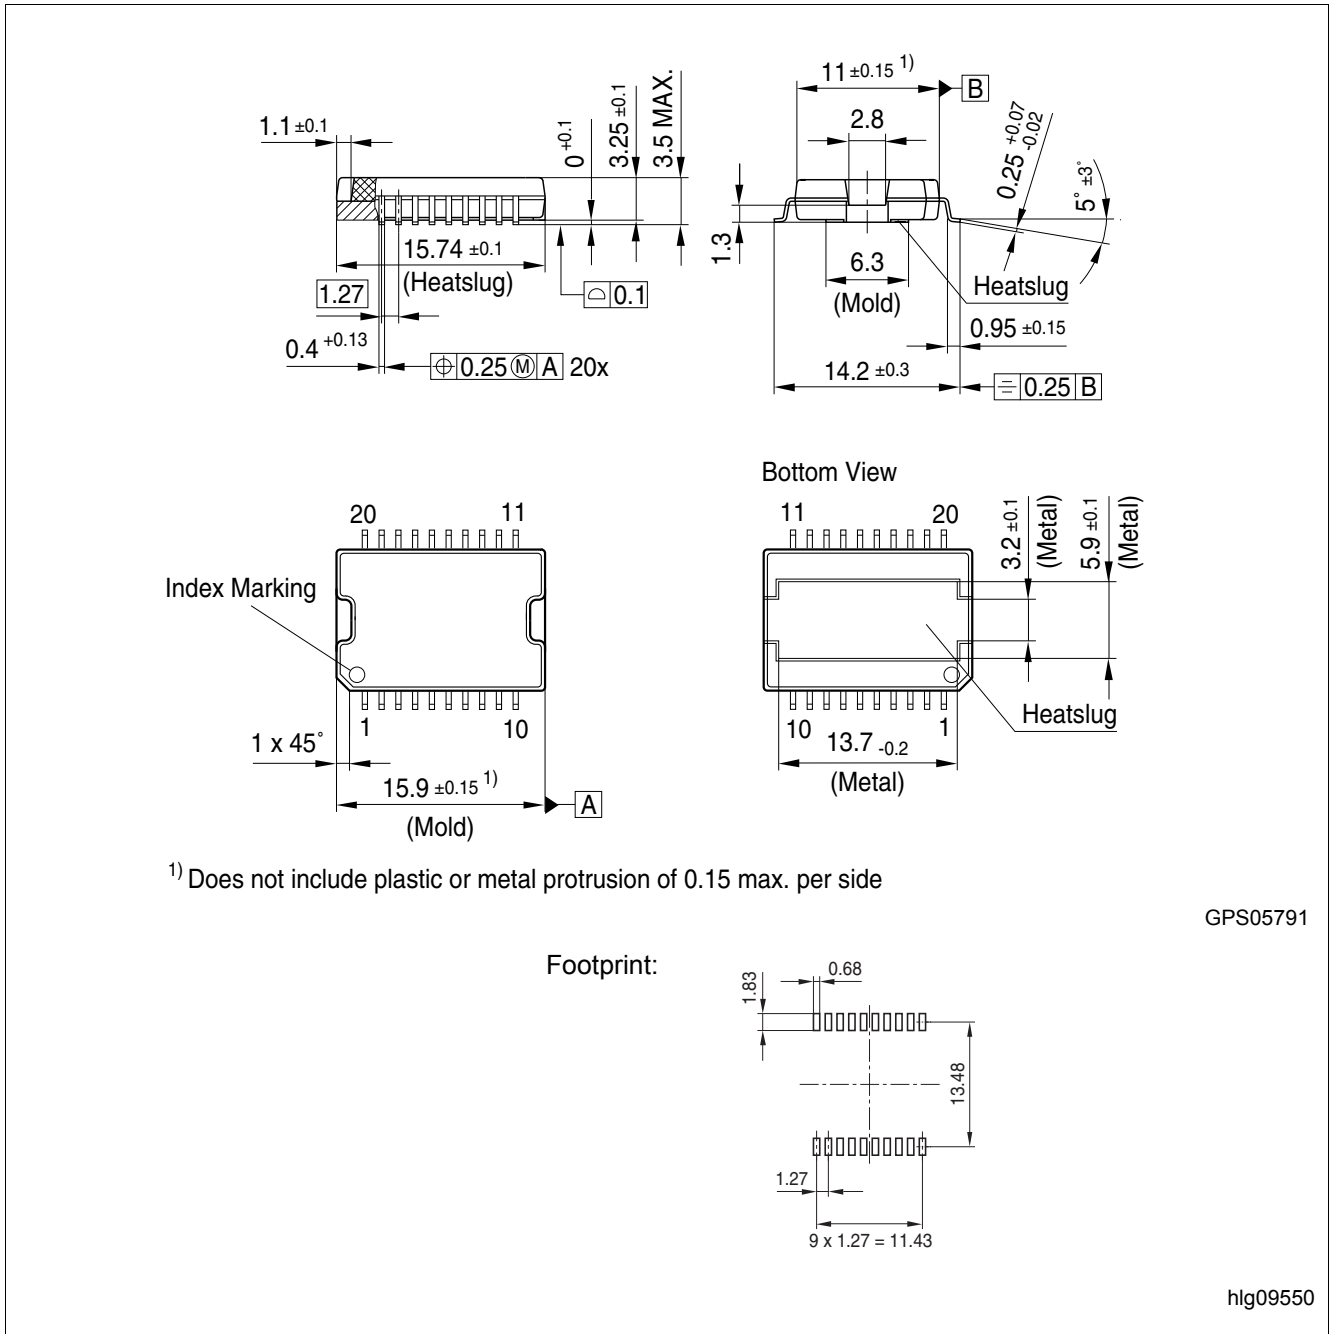 1.1 ±0.1
0 +0.1
3.25 ±0.1
3.5 MAX.
15.74 ±0.1
(Heatslug)
1.27
0.1
0.4 +0.13
⌖ 0.25 Ⓜ A 20x
11 ±0.15 1)
B
2.8
0.25 +0.07 -0.02
5° ±3°
1.3
6.3
(Mold)
Heatslug
0.95 ±0.15
14.2 ±0.3
⌯ 0.25 B
Bottom View
20
11
Index Marking
1
10
1 x 45°
15.9 ±0.15 1)
(Mold)
A
11
20
3.2 ±0.1
(Metal)
5.9 ±0.1
(Metal)
10
1
Heatslug
13.7 -0.2
(Metal)
1) Does not include plastic or metal protrusion of 0.15 max. per side
GPS05791
Footprint:
0.68
1.83
13.48
1.27
9 x 1.27 = 11.43
hlg09550